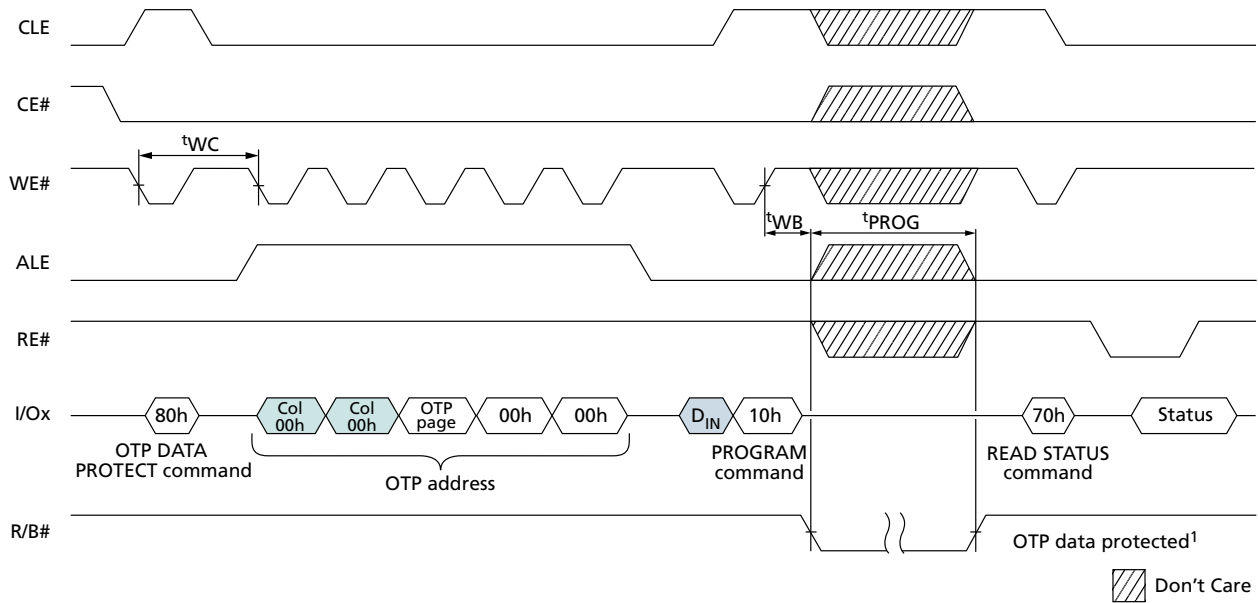 CLE
CE#
tWC
WE#
tWB
tPROG
ALE
RE#
I/Ox
80h
Col
00h
Col
00h
OTP
page
00h
00h
DIN
10h
70h
Status
OTP DATA
PROTECT command
OTP address
PROGRAM
command
READ STATUS
command
R/B#
OTP data protected1
Don't Care